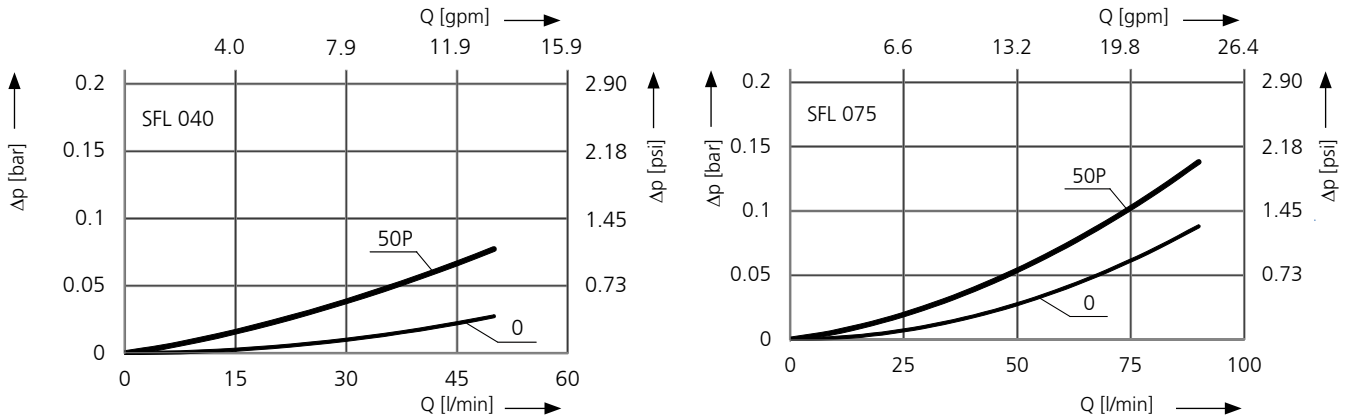 Q [gpm]
4.0 7.9 11.9 15.9
0.2 2.90
SFL 040
0.15 2.18
Δp [bar]
Δp [psi]
0.1 1.45
50P
0.05 0.73
0
0
0 15 30 45 60
Q [l/min]
Q [gpm]
6.6 13.2 19.8 26.4
0.2 2.90
SFL 075
0.15 2.18
Δp [bar]
Δp [psi]
50P
0.1 1.45
0.05 0.73
0
0
0 25 50 75 100
Q [l/min]